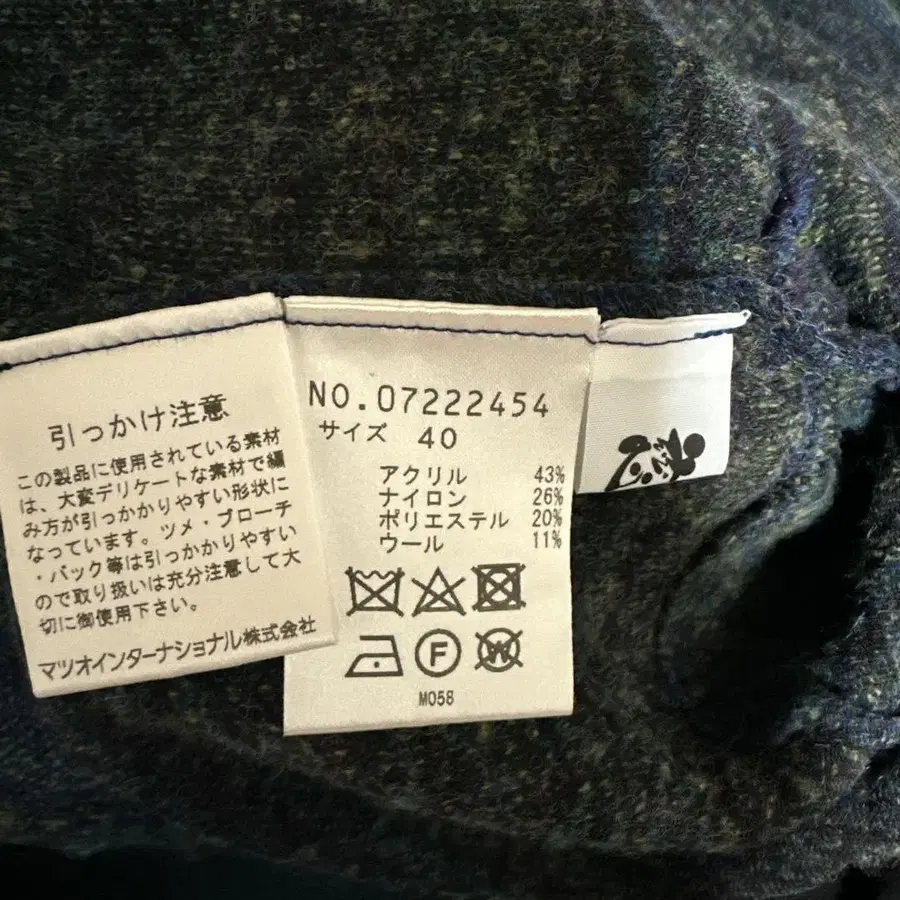 引っかけ注意
この製品に使用されている素材
は、大変デリケートな素材で編
み方が引っかかりやすい形状に
なっています。ツメ・ブローチ
・バック等は引っかかりやすい
ので取り扱いは充分注意して大
切に御使用下さい。
マツオインターナショナル株式会社
NO.07222454
サイズ 40
アクリル 43%
ナイロン 26%
ポリエステル 20%
ウール 11%
F
W
M058